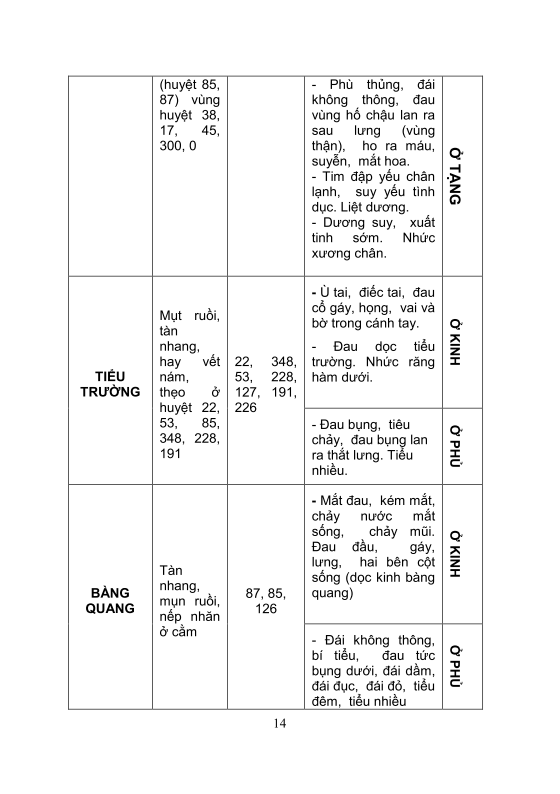 (huyệt 85,
87) vùng
huyệt 38,
17, 45,
300, 0
- Phù thủng, đái
không thông, đau
vùng hố chậu lan ra
sau lưng (vùng
thận), ho ra máu,
suyễn, mắt hoa.
- Tim đập yếu chân
lạnh, suy yếu tình
dục. Liệt dương.
- Dương suy, xuất
tinh sớm. Nhức
xương chân.
Ở TẠNG
TIỂU
TRƯỜNG
Mụt ruồi,
tàn
nhang,
hay vết
nám,
thẹo ở
huyệt 22,
53, 85,
348, 228,
191
22, 348,
53, 228,
127, 191,
226
- Ù tai, điếc tai, đau
cổ gáy, họng, vai và
bờ trong cánh tay.
- Đau dọc tiểu
trường. Nhức răng
hàm dưới.
Ở KINH
- Đau bụng, tiêu
chảy, đau bụng lan
ra thắt lưng. Tiểu
nhiều.
Ở PHỦ
BÀNG
QUANG
Tàn
nhang,
mụn ruồi,
nếp nhăn
ở cằm
87, 85,
126
- Mắt đau, kém mắt,
chảy nước mắt
sống, chảy mũi.
Đau đầu, gáy,
lưng, hai bên cột
sống (dọc kinh bàng
quang)
Ở KINH
- Đái không thông,
bí tiểu, đau tức
bụng dưới, đái dầm,
đái đục, đái đỏ, tiểu
đêm, tiểu nhiều
Ở PHỦ
14